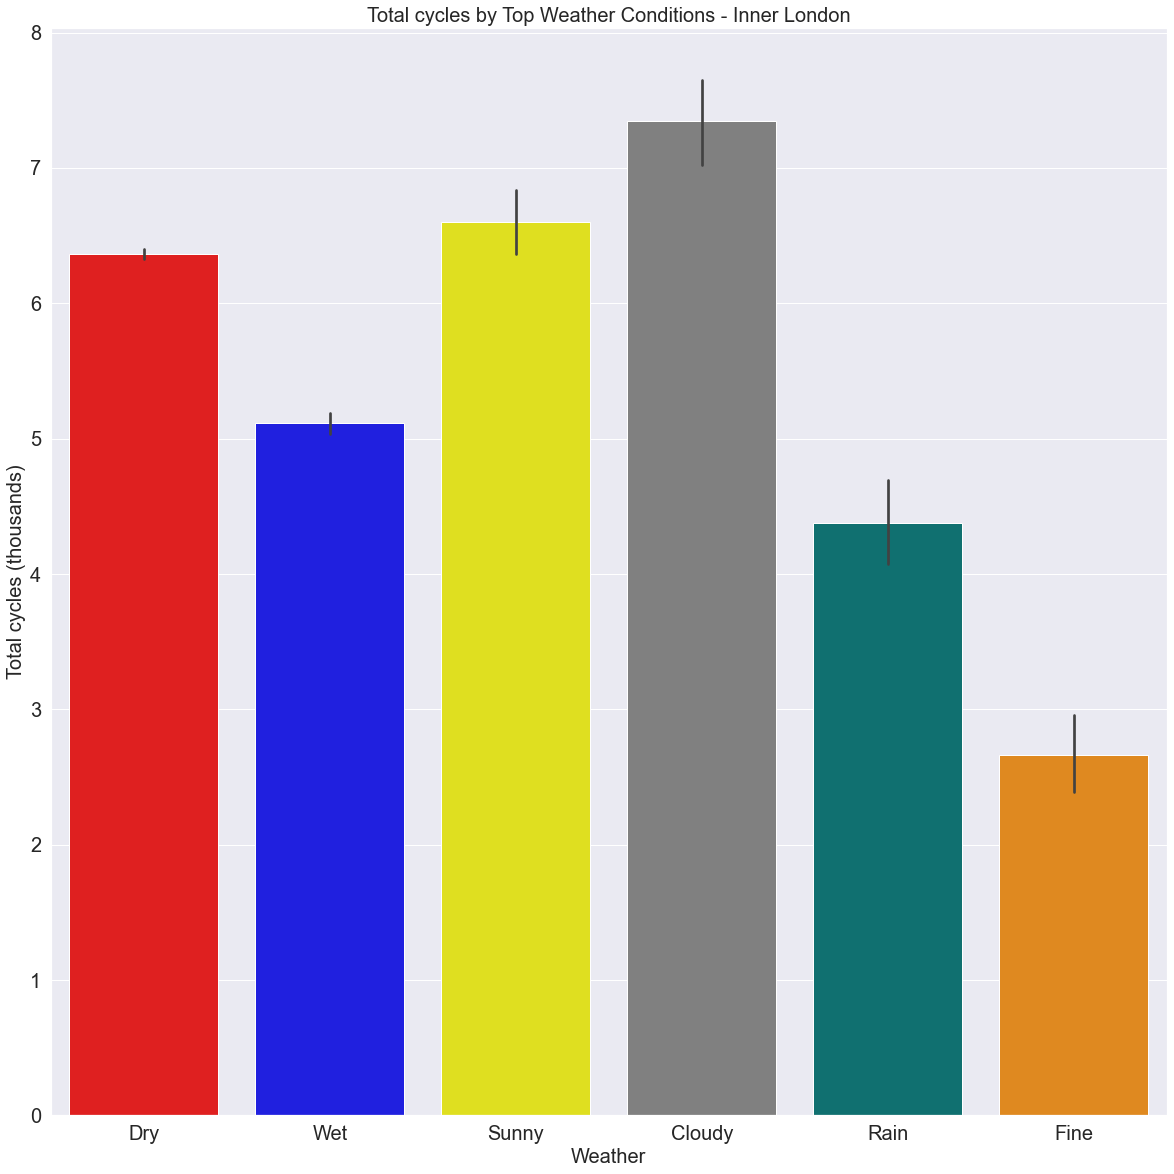 Total cycles by Top Weather Conditions - Inner London
8
7
6
5
4
3
2
1
0
Total cycles (thousands)
Dry Wet Sunny Cloudy Rain Fine
Weather